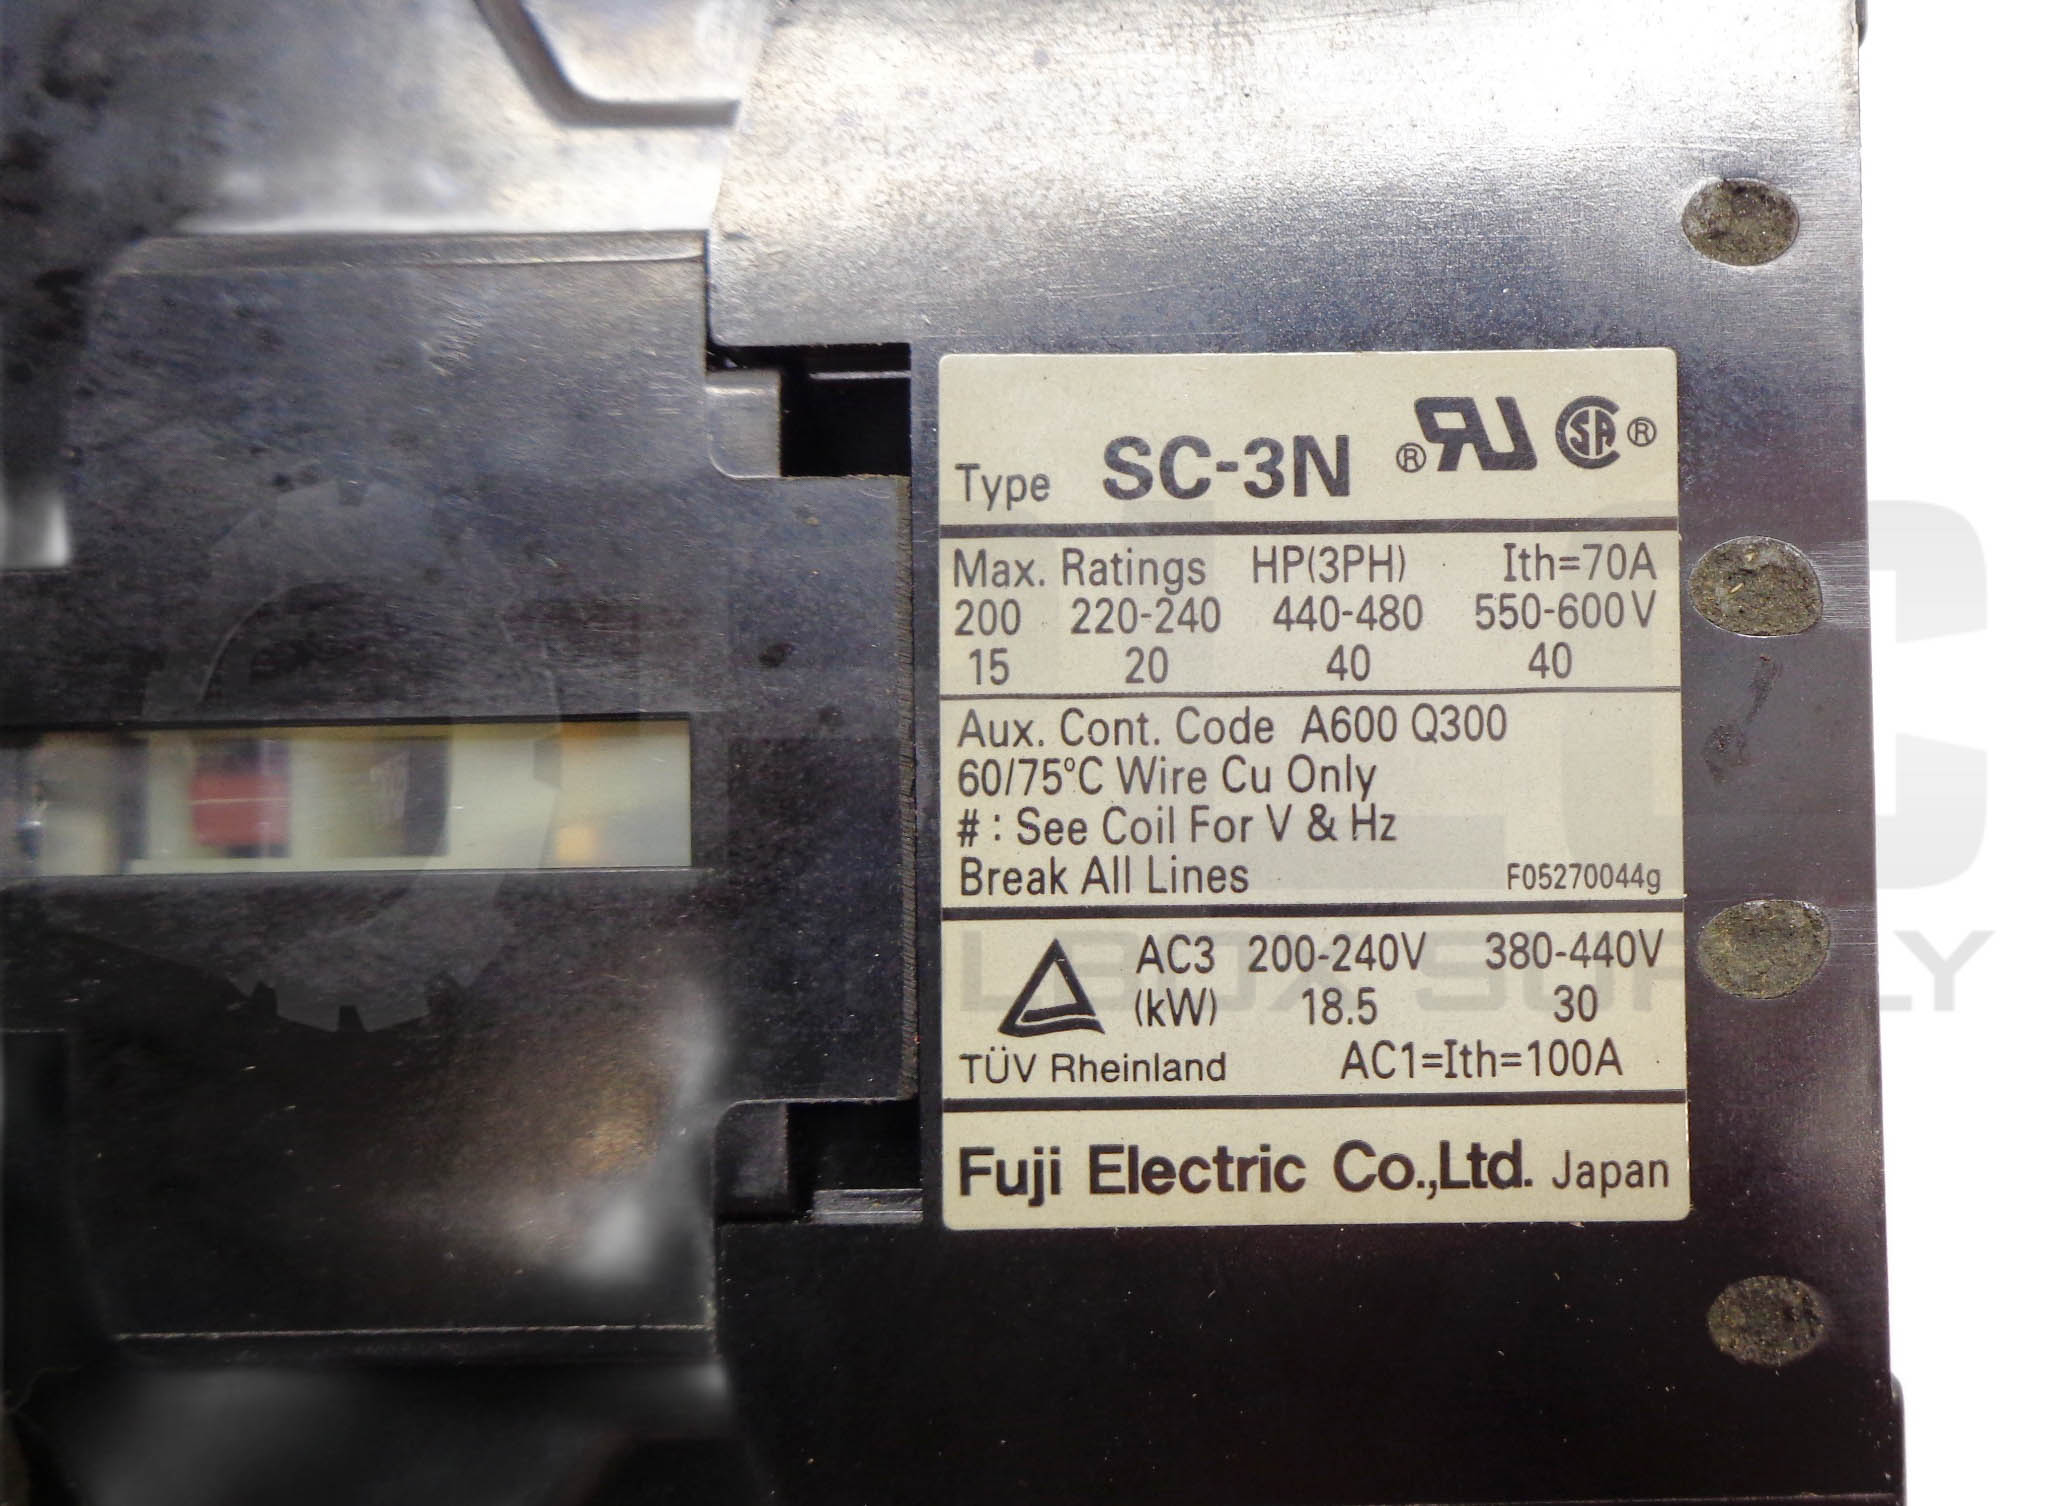 Type SC-3N ® RU SA ®
Max. Ratings HP(3PH) Ith=70A
200 220-240 440-480 550-600V
15 20 40 40
Aux. Cont. Code A600 Q300
60/75°C Wire Cu Only
#: See Coil For V & Hz
Break All Lines F05270044g
AC3 200-240V 380-440V
(kW) 18.5 30
TÜV Rheinland AC1=Ith=100A
Fuji Electric Co.,Ltd. Japan